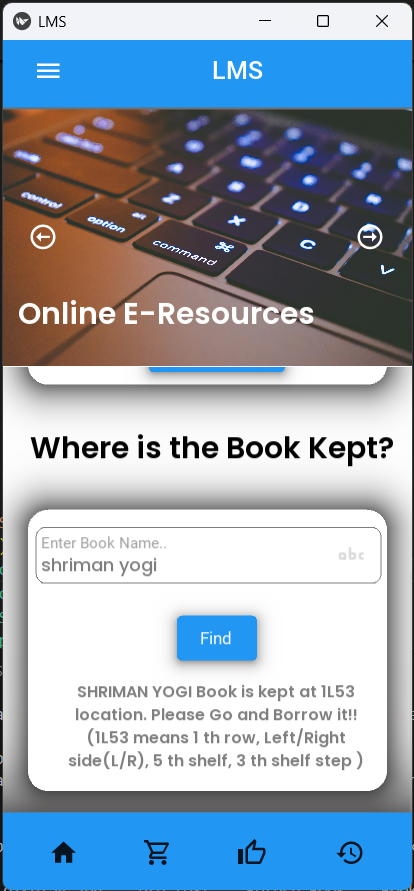 LMS
LMS
control
option
alt
command
⌘
Z
X
C
V
Online E-Resources
Where is the Book Kept?
Enter Book Name..
shriman yogi
abc
Find
SHRIMAN YOGI Book is kept at 1L53
location. Please Go and Borrow it!!
(1L53 means 1 th row, Left/Right
side(L/R), 5 th shelf, 3 th shelf step )